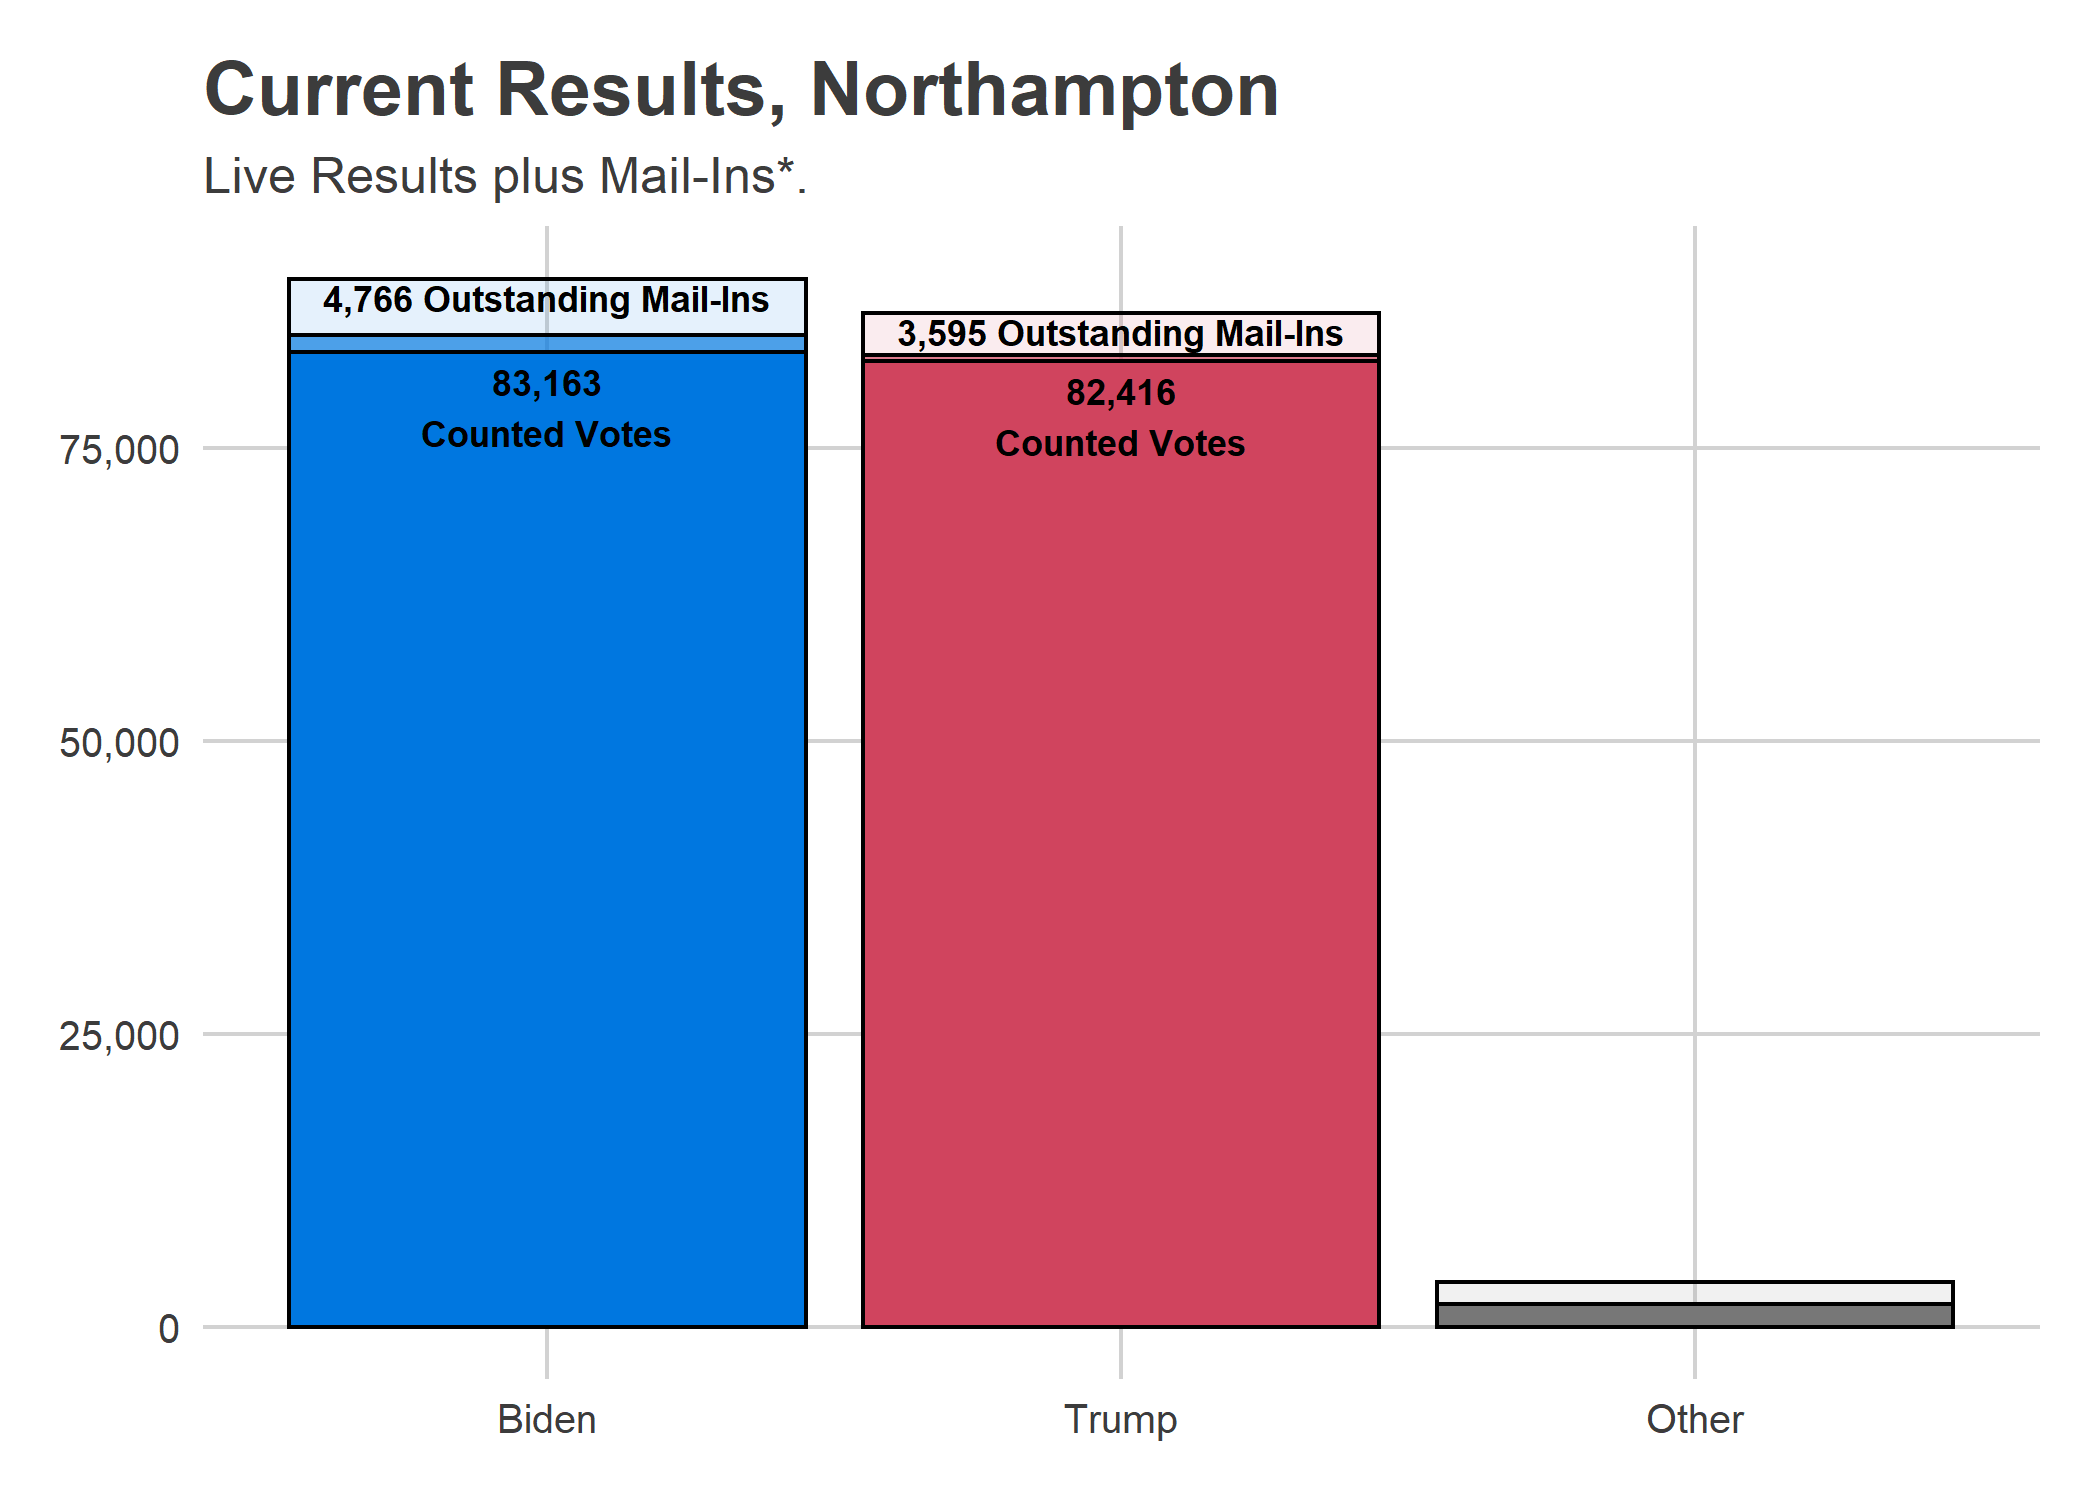 Current Results, Northampton
Live Results plus Mail-Ins*.
4,766 Outstanding Mail-Ins
3,595 Outstanding Mail-Ins
83,163
Counted Votes
82,416
Counted Votes
75,000
50,000
25,000
0
Biden
Trump
Other